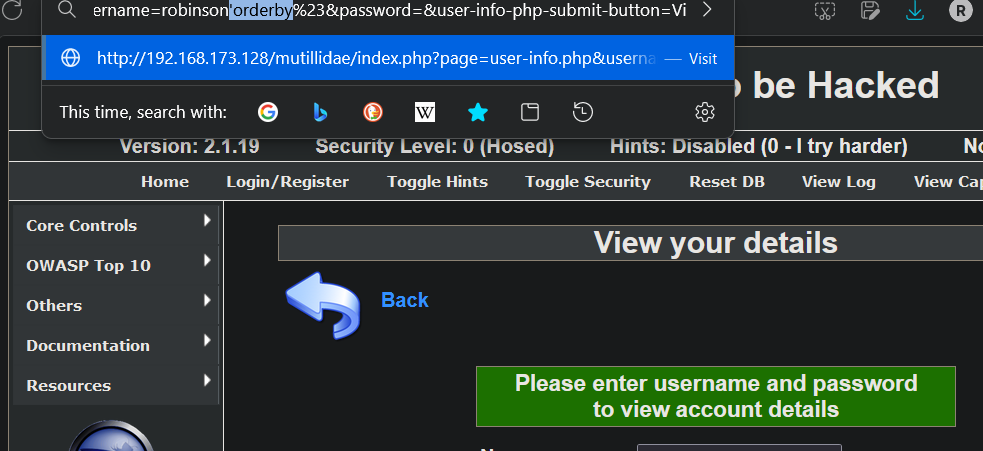 ername=robinson'orderby%23&password=&user-info-php-submit-button=Vi
R
http://192.168.173.128/mutillidae/index.php?page=user-info.php&userna — Visit
This time, search with:
G
W
be Hacked
Version: 2.1.19 Security Level: 0 (Hosed) Hints: Disabled (0 - I try harder) No
Home Login/Register Toggle Hints Toggle Security Reset DB View Log View Cap
Core Controls
OWASP Top 10
Others
Documentation
Resources
View your details
Back
Please enter username and password
to view account details